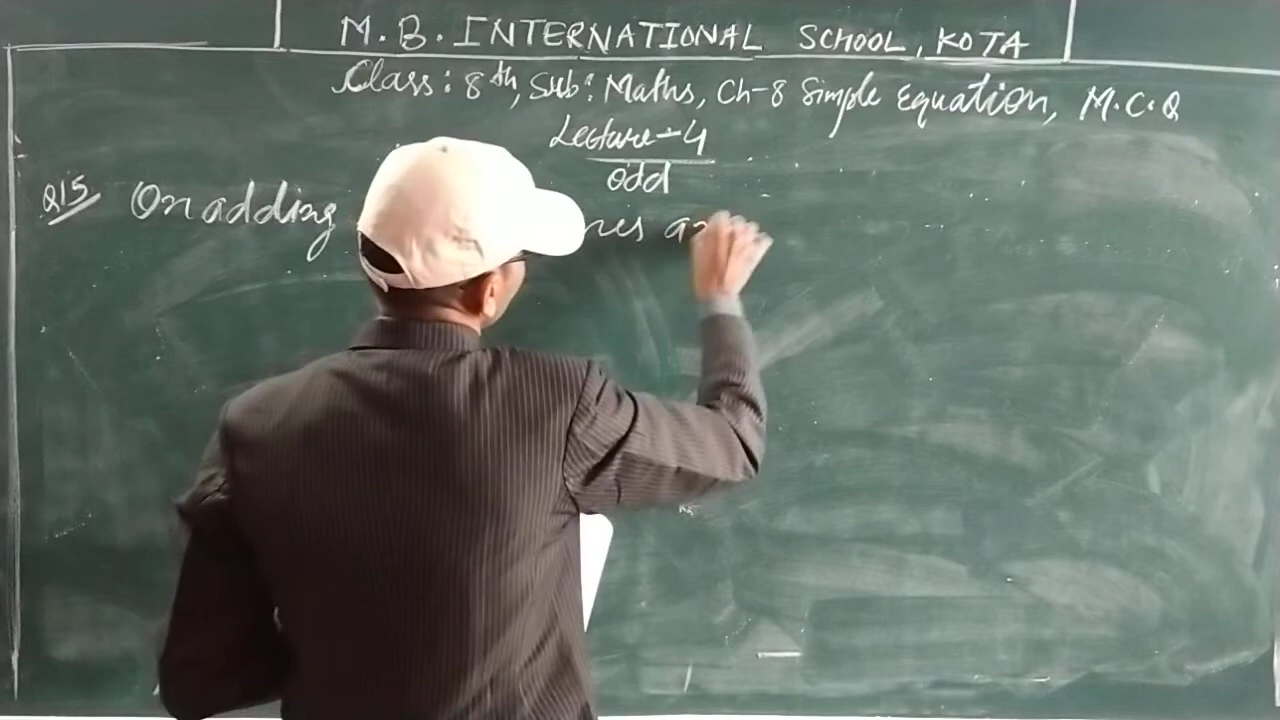 M.B. INTERNATIONAL SCHOOL, KOTA
Class: 8th, Sub: Maths, Ch-8 Simple Equation, M.C.Q
Lecture-4
odd
Q15 On adding